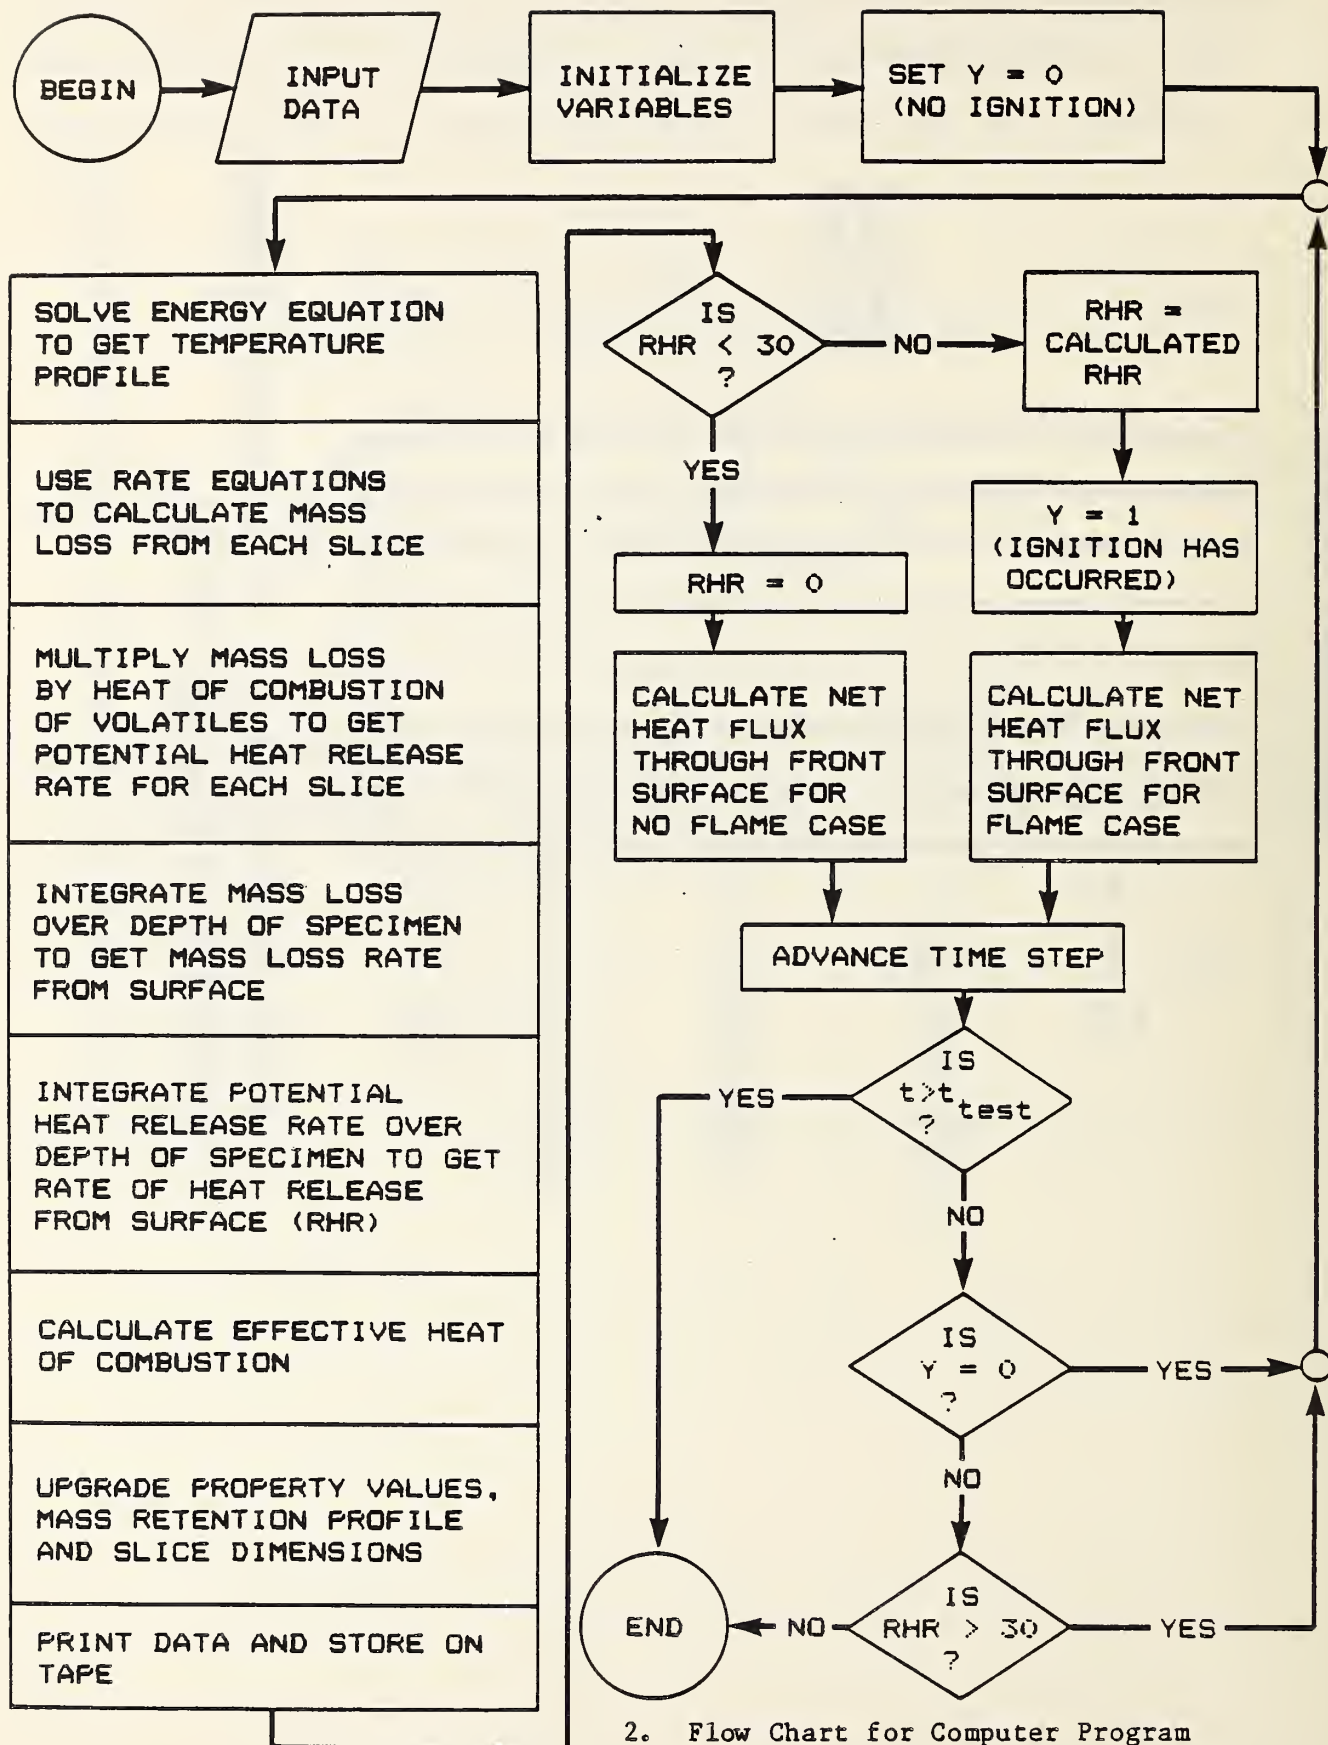 BEGIN
INPUT
DATA
INITIALIZE
VARIABLES
SET Y = 0
(NO IGNITION)
SOLVE ENERGY EQUATION
TO GET TEMPERATURE
PROFILE
USE RATE EQUATIONS
TO CALCULATE MASS
LOSS FROM EACH SLICE
MULTIPLY MASS LOSS
BY HEAT OF COMBUSTION
OF VOLATILES TO GET
POTENTIAL HEAT RELEASE
RATE FOR EACH SLICE
INTEGRATE MASS LOSS
OVER DEPTH OF SPECIMEN
TO GET MASS LOSS RATE
FROM SURFACE
INTEGRATE POTENTIAL
HEAT RELEASE RATE OVER
DEPTH OF SPECIMEN TO GET
RATE OF HEAT RELEASE
FROM SURFACE (RHR)
CALCULATE EFFECTIVE HEAT
OF COMBUSTION
UPGRADE PROPERTY VALUES,
MASS RETENTION PROFILE
AND SLICE DIMENSIONS
PRINT DATA AND STORE ON
TAPE
IS
RHR < 30
?
NO
RHR =
CALCULATED
RHR
YES
Y = 1
(IGNITION HAS
OCCURRED)
RHR = 0
CALCULATE NET
HEAT FLUX
THROUGH FRONT
SURFACE FOR
NO FLAME CASE
CALCULATE NET
HEAT FLUX
THROUGH FRONT
SURFACE FOR
FLAME CASE
ADVANCE TIME STEP
IS
t>t test
?
YES
NO
IS
Y = 0
?
YES
NO
IS
RHR > 30
?
NO
YES
END
2. Flow Chart for Computer Program